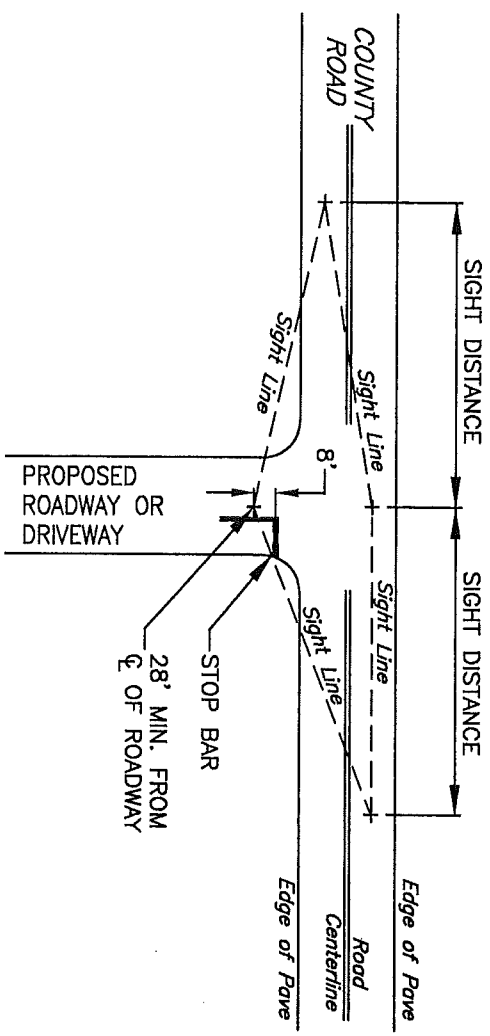 SIGHT DISTANCE
SIGHT DISTANCE
COUNTY
ROAD
Edge of Pave
Road
Centerline
Edge of Pave
Sight Line
Sight Line
Sight Line
Sight Line
8'
PROPOSED
ROADWAY OR
DRIVEWAY
STOP BAR
28' MIN. FROM
℄ OF ROADWAY